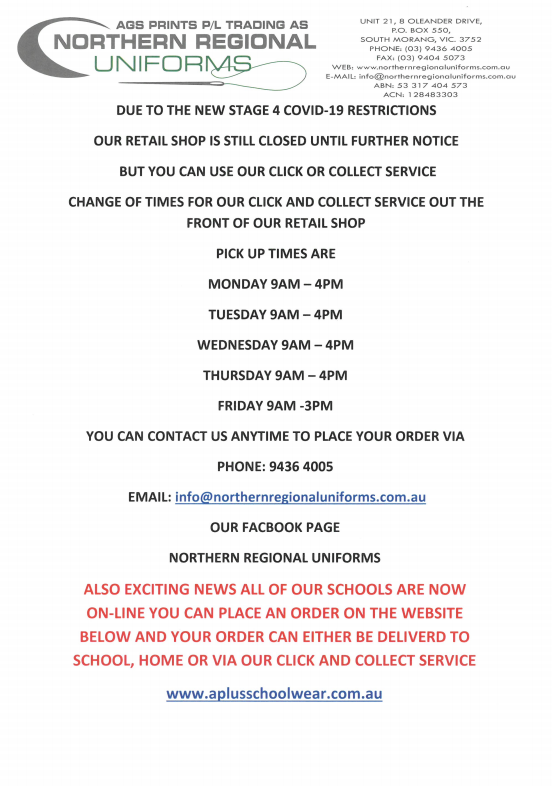 AGS PRINTS P/L TRADING AS
NORTHERN REGIONAL
UNIFORMS
UNIT 21, 8 OLEANDER DRIVE,
P.O. BOX 550,
SOUTH MORANG, VIC. 3752
PHONE: (03) 9436 4005
FAX: (03) 9404 5073
WEB: www.northernregionaluniforms.com.au
E-MAIL: info@northernregionaluniforms.com.au
ABN: 53 317 404 573
ACN: 128483303
DUE TO THE NEW STAGE 4 COVID-19 RESTRICTIONS
OUR RETAIL SHOP IS STILL CLOSED UNTIL FURTHER NOTICE
BUT YOU CAN USE OUR CLICK OR COLLECT SERVICE
CHANGE OF TIMES FOR OUR CLICK AND COLLECT SERVICE OUT THE
FRONT OF OUR RETAIL SHOP
PICK UP TIMES ARE
MONDAY 9AM – 4PM
TUESDAY 9AM – 4PM
WEDNESDAY 9AM – 4PM
THURSDAY 9AM – 4PM
FRIDAY 9AM -3PM
YOU CAN CONTACT US ANYTIME TO PLACE YOUR ORDER VIA
PHONE: 9436 4005
EMAIL: info@northernregionaluniforms.com.au
OUR FACBOOK PAGE
NORTHERN REGIONAL UNIFORMS
ALSO EXCITING NEWS ALL OF OUR SCHOOLS ARE NOW
ON-LINE YOU CAN PLACE AN ORDER ON THE WEBSITE
BELOW AND YOUR ORDER CAN EITHER BE DELIVERD TO
SCHOOL, HOME OR VIA OUR CLICK AND COLLECT SERVICE
www.aplusschoolwear.com.au